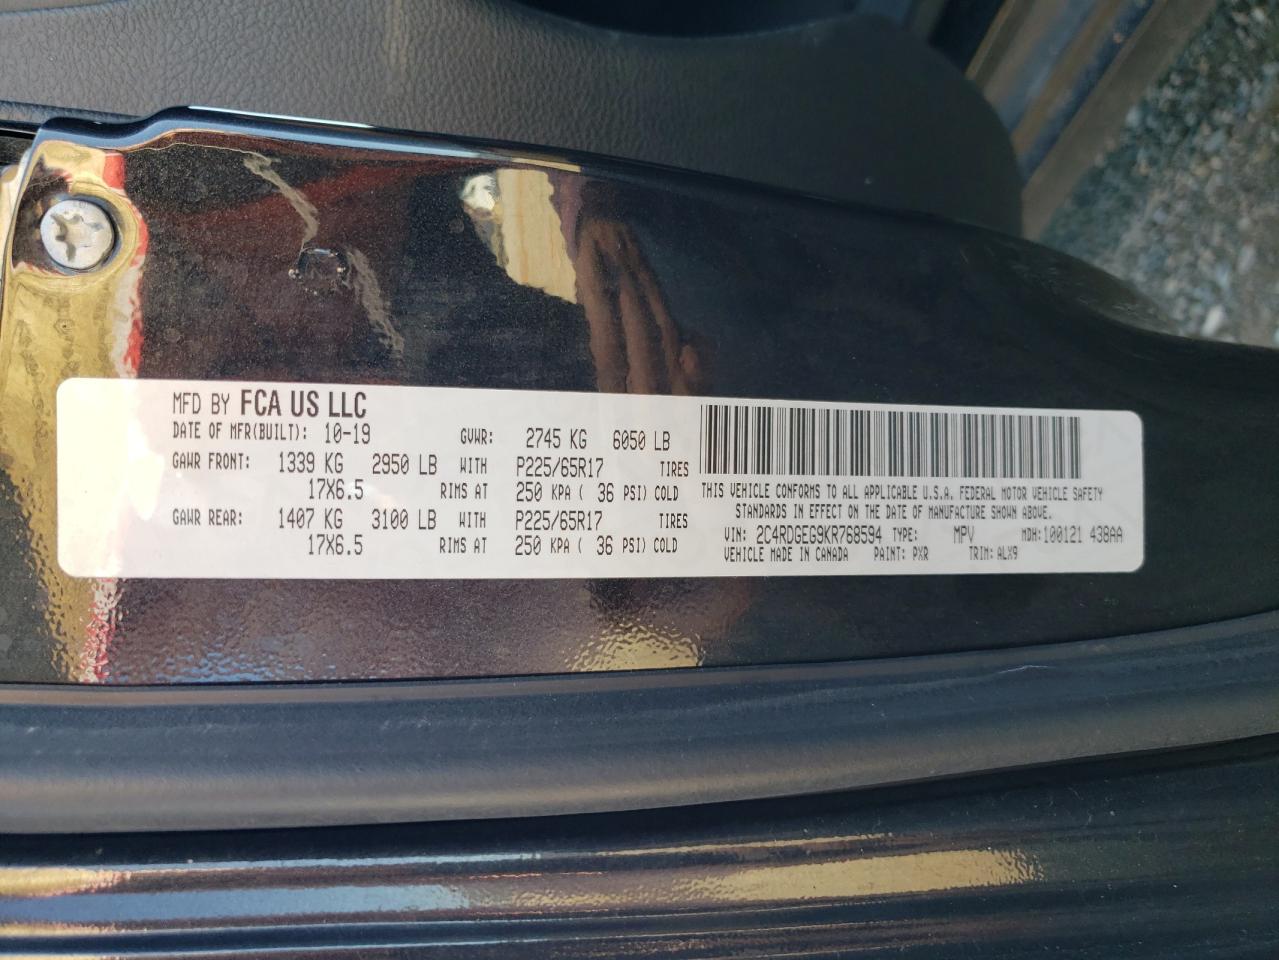 MFD BY FCA US LLC
DATE OF MFR(BUILT): 10-19 GVWR: 2745 KG 6050 LB
GAWR FRONT: 1339 KG 2950 LB WITH P225/65R17 TIRES
17X6.5 RIMS AT 250 KPA ( 36 PSI) COLD
GAWR REAR: 1407 KG 3100 LB WITH P225/65R17 TIRES
17X6.5 RIMS AT 250 KPA ( 36 PSI) COLD
THIS VEHICLE CONFORMS TO ALL APPLICABLE U.S.A. FEDERAL MOTOR VEHICLE SAFETY
STANDARDS IN EFFECT ON THE DATE OF MANUFACTURE SHOWN ABOVE.
VIN: 2C4RDGEG9KR768594 TYPE: MPV MDH: 100121 438AA
VEHICLE MADE IN CANADA PAINT: PXR TRIM: ALX9